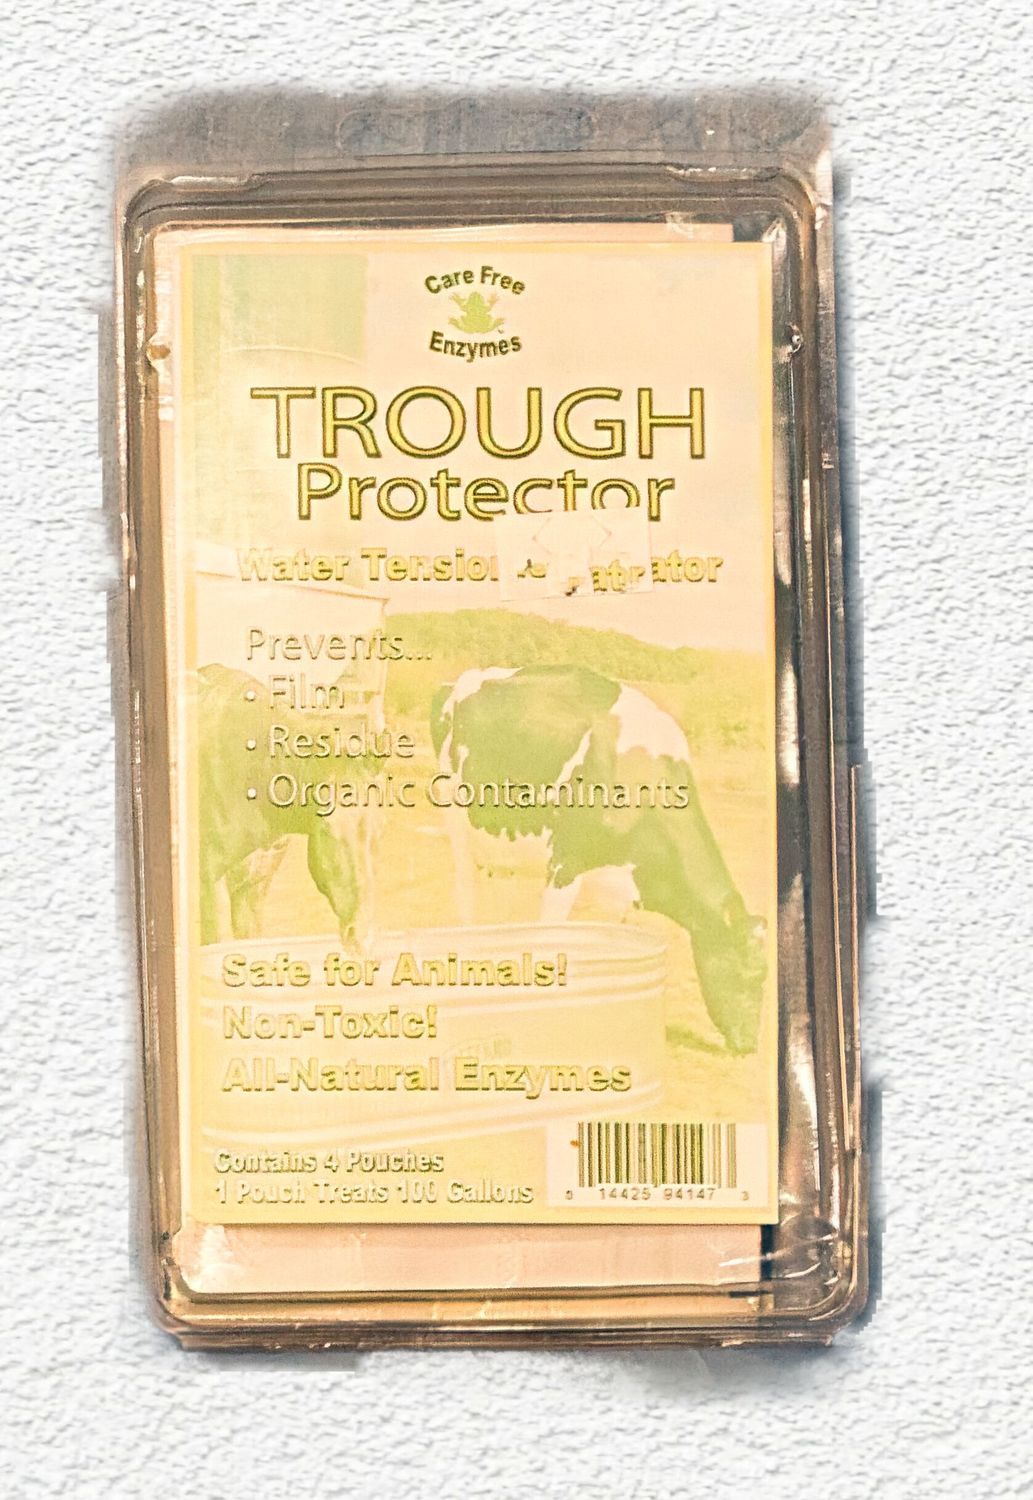 Care Free
Enzymes
TROUGH
Protector
Water Tension
Prevents...
• Film
• Residue
• Organic Contaminants
Safe for Animals!
Non-Toxic!
All-Natural Enzymes
Contains 4 Pouches
1 Pouch Treats 100 Gallons
0 14425 94147 3